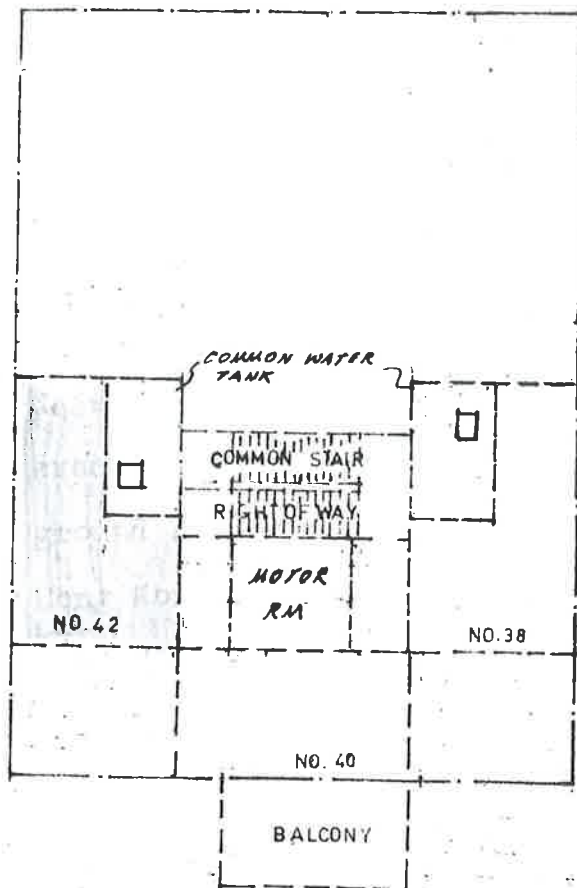 COMMON WATER
TANK
COMMON STAIR
RIGHT OF WAY
MOTOR
RM
NO. 42
NO. 38
NO. 40
BALCONY